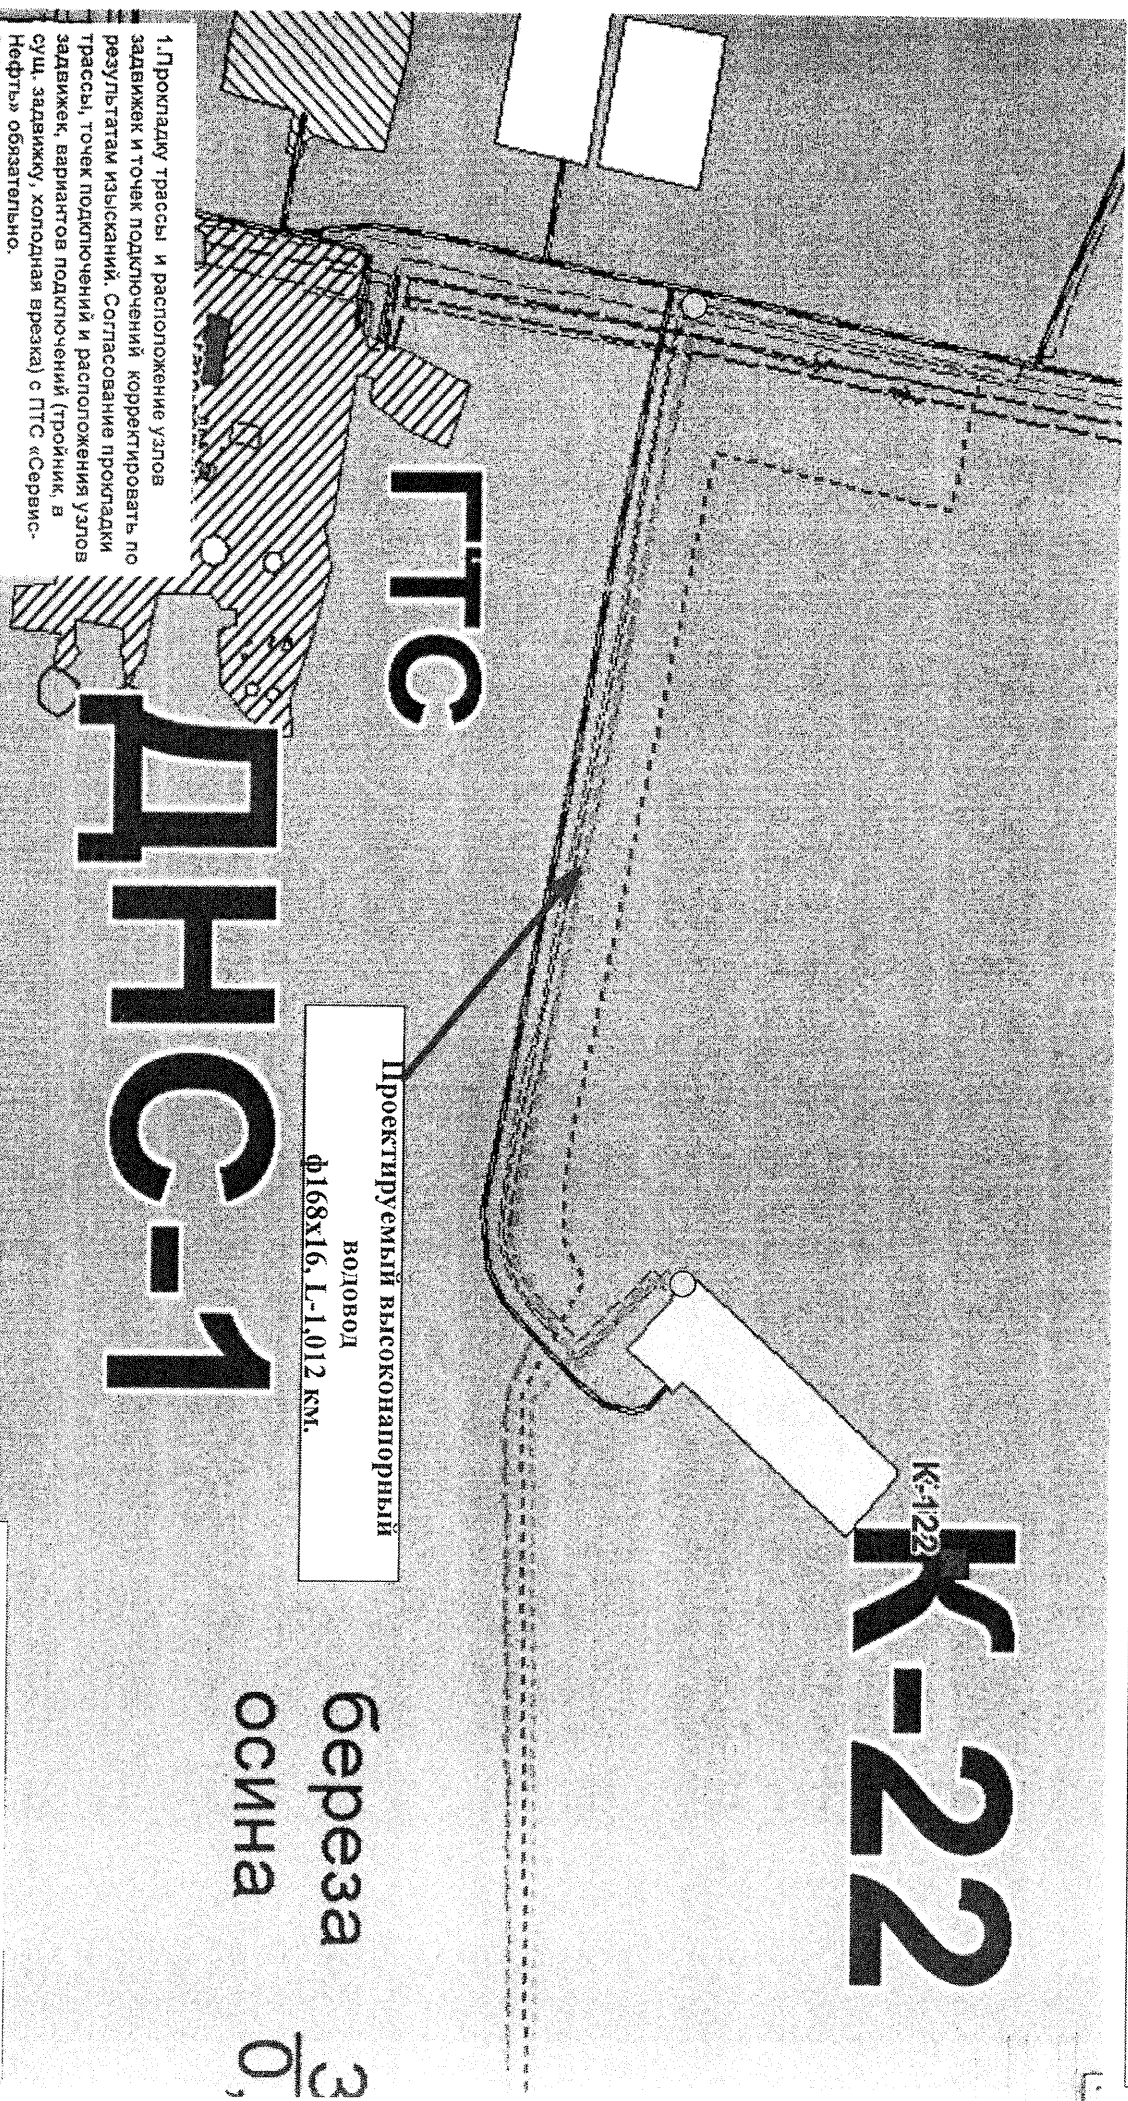 К-122
К-22
ГТС
ДНС-1
Проектируемый высоконапорный
водовод
ф168х16, L-1,012 км.
береза
осина
3
0,
1.Прокладку трассы и расположение узлов
задвижек и точек подключений корректировать по
результатам изысканий. Согласование прокладки
трассы, точек подключений и расположения узлов
задвижек, вариантов подключений (тройник, в
сущ. задвижку, холодная врезка) с ПТС «Сервис-
Нефть» обязательно.